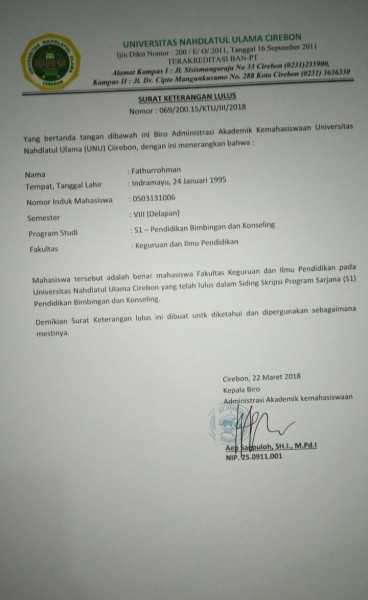 UNIVERSITAS NAHDLATUL ULAMA CIREBON
Ijin Dikti Nomor : 200 / E/ O/ 2011, Tanggal 16 September 2011
TERAKREDITASI BAN-PT
Alamat Kampus I : Jl. Sisimangaraja No 33 Cirebon (0231)235900,
Kampus II : Jl. Dr. Cipto Mangunkusumo No. 288 Kota Cirebon (0231) 3636330
SURAT KETERANGAN LULUS
Nomor : 069/200.15/KTU/III/2018
Yang bertanda tangan dibawah ini Biro Administrasi Akademik Kemahasiswaan Universitas
Nahdlatul Ulama (UNU) Ciirebon, dengan ini menerangkan bahwa :
Nama : Fathurrohman
Tempat, Tanggal Lahir : Indramayu, 24 Januari 1995
Nomor Induk Mahasiswa : 0503131006
Semester : VIII (Delapan)
Program Studi : S1 – Pendidikan Bimbingan dan Konseling
Fakultas : Keguruan dan Ilmu Pendidikan
Mahasiswa tersebut adalah benar mahasiswa Fakultas Keguruan dan Ilmu Pendidikan pada
Universitas Nahdlatul Ulama Cirebon yang telah lulus dalam Siding Skripsi Program Sarjana (S1)
Pendidikan Bimbingan dan Konseling.
Demikian Surat Keterangan lulus ini dibuat untk diketahui dan dipergunakan sebagaimana
mestinya.
Cirebon, 22 Maret 2018
Kepala Biro
Administrasi Akademik kemahasiswaan
Aep Saepuloh, SH.I., M.Pd.I
NIP. 25.0911.001